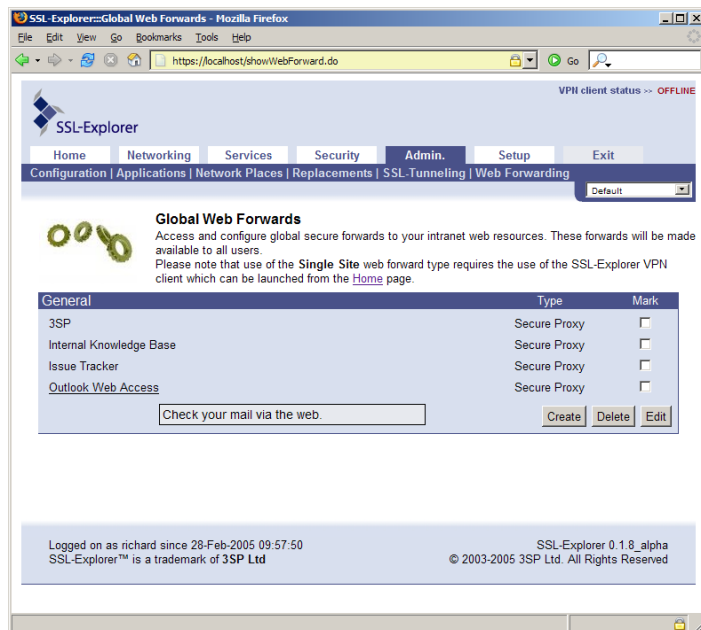 SSL-Explorer:::Global Web Forwards - Mozilla Firefox
File Edit View Go Bookmarks Tools Help
https://localhost/showWebForward.do Go
VPN client status >> OFFLINE
SSL-Explorer
Home Networking Services Security Admin. Setup Exit
Configuration | Applications | Network Places | Replacements | SSL-Tunneling | Web Forwarding
Default
Global Web Forwards
Access and configure global secure forwards to your intranet web resources. These forwards will be made
available to all users.
Please note that use of the Single Site web forward type requires the use of the SSL-Explorer VPN
client which can be launched from the Home page.
General Type Mark
3SP Secure Proxy
Internal Knowledge Base Secure Proxy
Issue Tracker Secure Proxy
Outlook Web Access Secure Proxy
Check your mail via the web.
Create Delete Edit
Logged on as richard since 28-Feb-2005 09:57:50 SSL-Explorer 0.1.8_alpha
SSL-Explorer™ is a trademark of 3SP Ltd © 2003-2005 3SP Ltd. All Rights Reserved